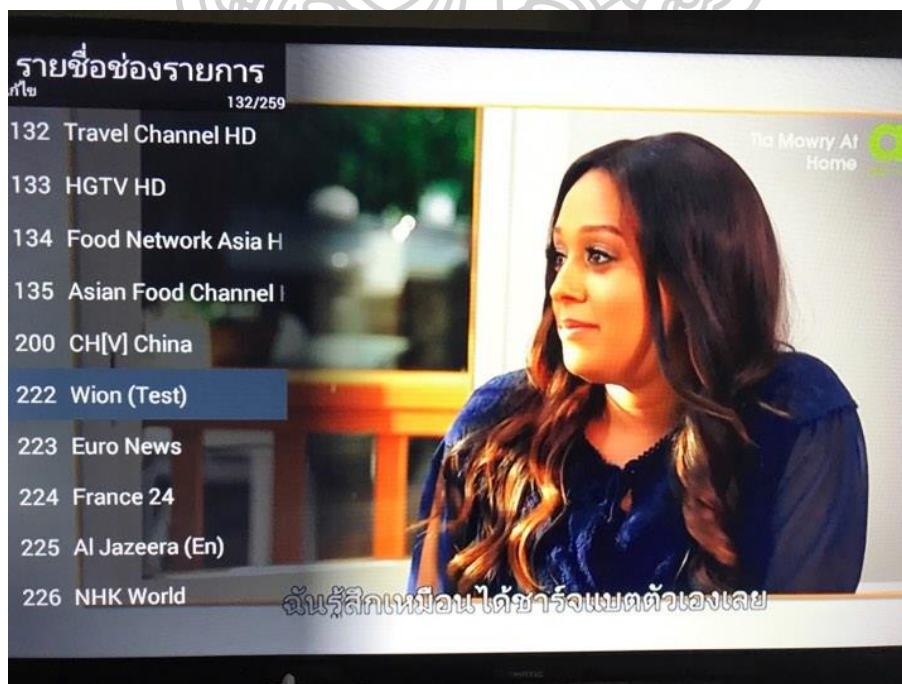 รายชื่อช่องรายการ
132/259
132 Travel Channel HD
133 HGTV HD
134 Food Network Asia H
135 Asian Food Channel
200 CH[V] China
222 Wion (Test)
223 Euro News
224 France 24
225 Al Jazeera (En)
226 NHK World
Tia Mowry At
Home
ฉันรู้สึกเหมือนได้ชาร์จแบตตัวเองเลย